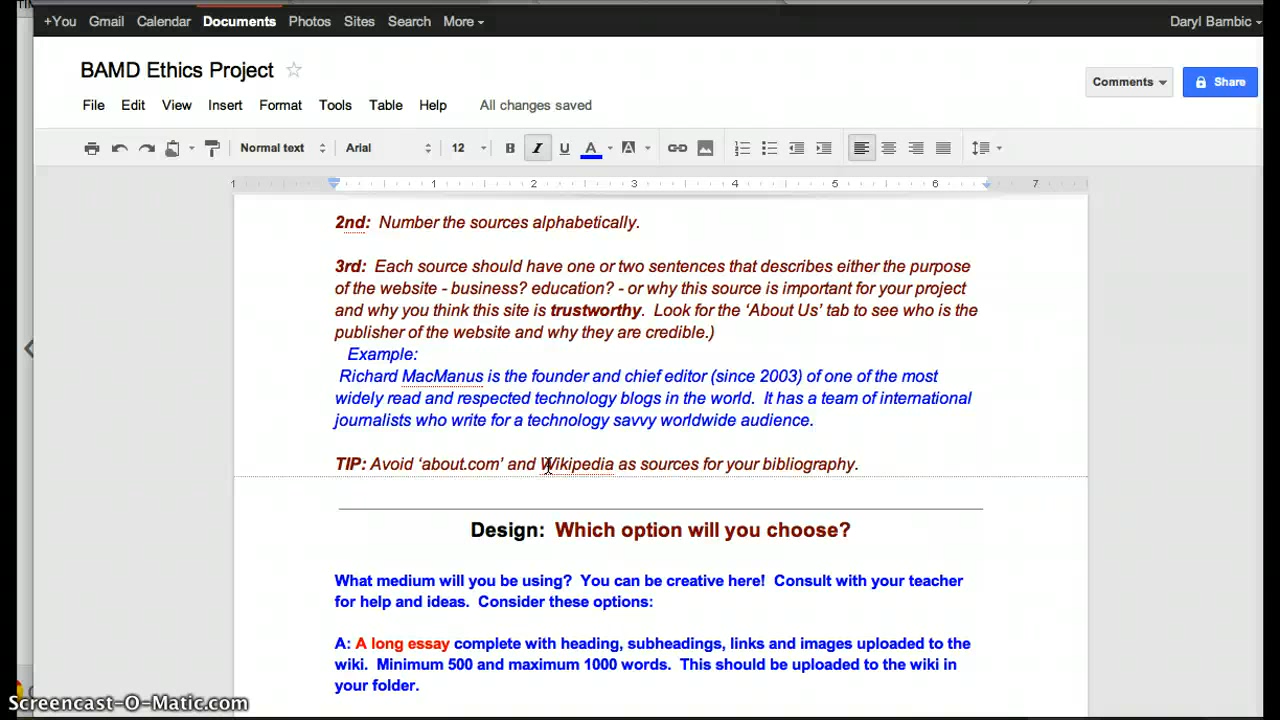 +You Gmail Calendar Documents Photos Sites Search More Daryl Bambic
BAMD Ethics Project
Comments Share
File Edit View Insert Format Tools Table Help All changes saved
Normal text Arial 12 B I U A A
1 1 2 3 4 5 6 7
2nd: Number the sources alphabetically.
3rd: Each source should have one or two sentences that describes either the purpose
of the website - business? education? - or why this source is important for your project
and why you think this site is trustworthy. Look for the ‘About Us’ tab to see who is the
publisher of the website and why they are credible.)
Example:
Richard MacManus is the founder and chief editor (since 2003) of one of the most
widely read and respected technology blogs in the world. It has a team of international
journalists who write for a technology savvy worldwide audience.
TIP: Avoid ‘about.com’ and Wikipedia as sources for your bibliography.
Design: Which option will you choose?
What medium will you be using? You can be creative here! Consult with your teacher
for help and ideas. Consider these options:
A: A long essay complete with heading, subheadings, links and images uploaded to the
wiki. Minimum 500 and maximum 1000 words. This should be uploaded to the wiki in
your folder.
Screencast-O-Matic.com